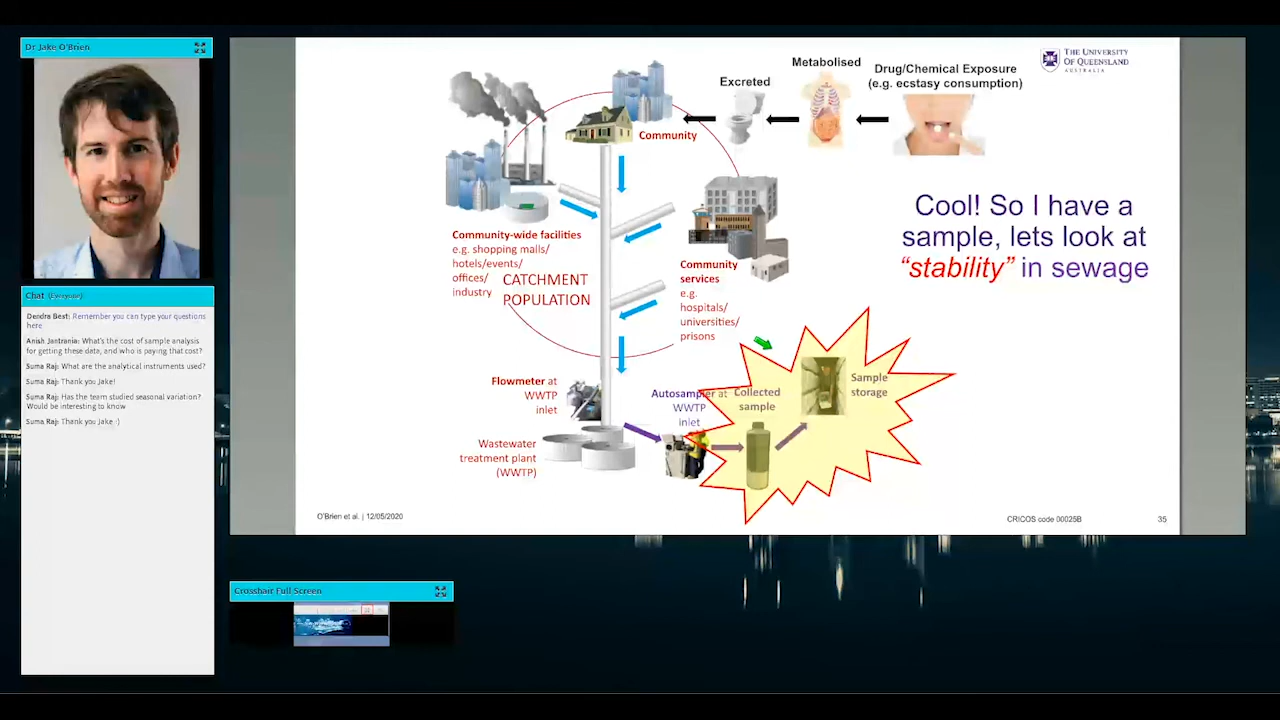 Dr Jake O'Brien
Chat (Everyone)
Dendra Best: Remember you can type your questions
here
Anish Jantrania: What's the cost of sample analysis
for getting these data, and who is paying that cost?
Suma Raj: What are the analytical instruments used?
Suma Raj: Thank you Jake!
Suma Raj: Has the team studied seasonal variation?
Would be interesting to know
Suma Raj: Thank you Jake :)
THE UNIVERSITY
OF QUEENSLAND
AUSTRALIA
Drug/Chemical Exposure
(e.g. ecstasy consumption)
Metabolised
Excreted
Community
Community-wide facilities
e.g. shopping malls/
hotels/events/
offices/
industry
CATCHMENT
POPULATION
Community
services
e.g.
hospitals/
universities/
prisons
Cool! So I have a
sample, lets look at
“stability” in sewage
Flowmeter at
WWTP
inlet
Autosampler at
WWTP
inlet
Collected
sample
Sample
storage
Wastewater
treatment plant
(WWTP)
O'Brien et al. | 12/05/2020
CRICOS code 00025B
35
Crosshair Full Screen